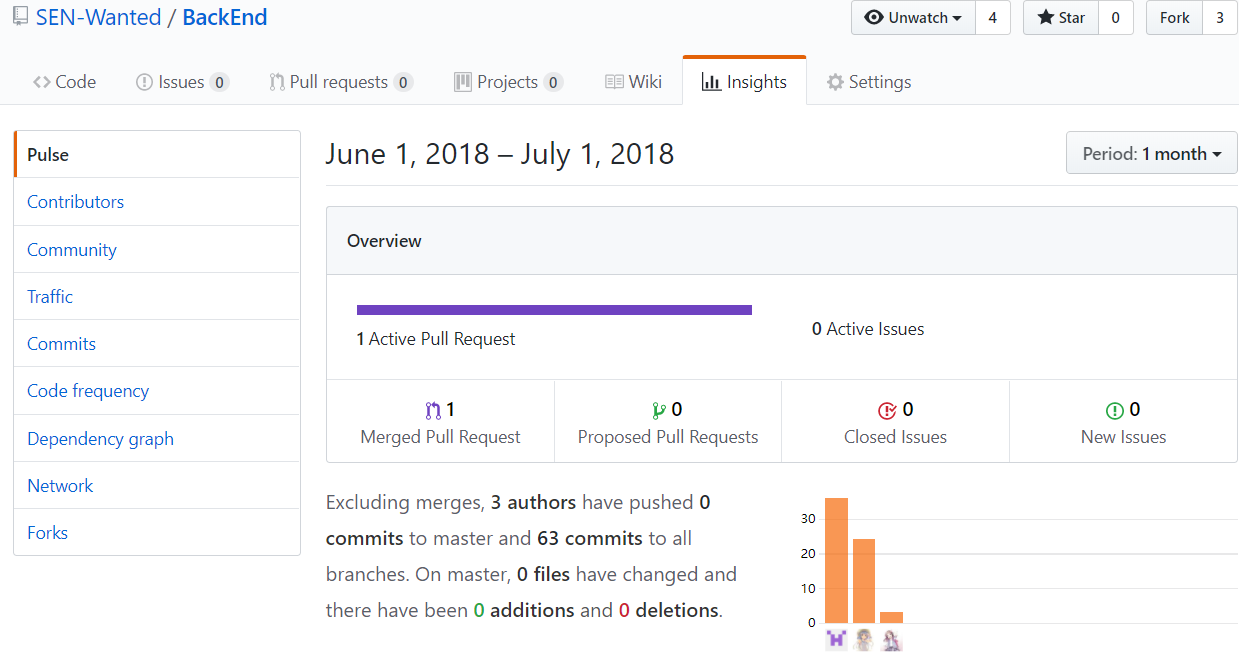 SEN-Wanted / BackEnd
Unwatch 4 Star 0 Fork 3
Code Issues 0 Pull requests 0 Projects 0 Wiki Insights Settings
Pulse
Contributors
Community
Traffic
Commits
Code frequency
Dependency graph
Network
Forks
June 1, 2018 – July 1, 2018
Period: 1 month
Overview
1 Active Pull Request
0 Active Issues
1
Merged Pull Request
0
Proposed Pull Requests
0
Closed Issues
0
New Issues
Excluding merges, 3 authors have pushed 0
commits to master and 63 commits to all
branches. On master, 0 files have changed and
there have been 0 additions and 0 deletions.
30
20
10
0